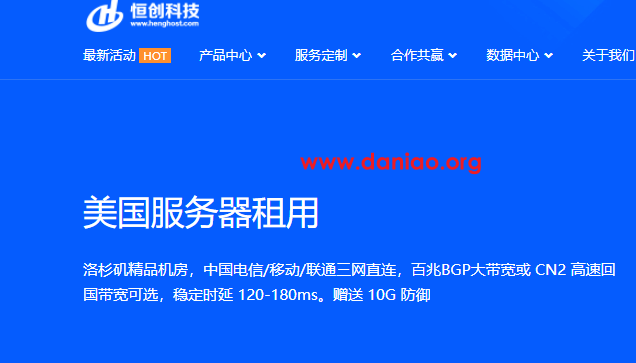 恒创科技
www.henghost.com
最新活动 HOT 产品中心 服务定制 合作共赢 数据中心 关于我们
www.daniao.org
美国服务器租用
洛杉矶精品机房，中国电信/移动/联通三网直连，百兆BGP大带宽或 CN2 高速回
国带宽可选，稳定时延 120-180ms。赠送 10G 防御